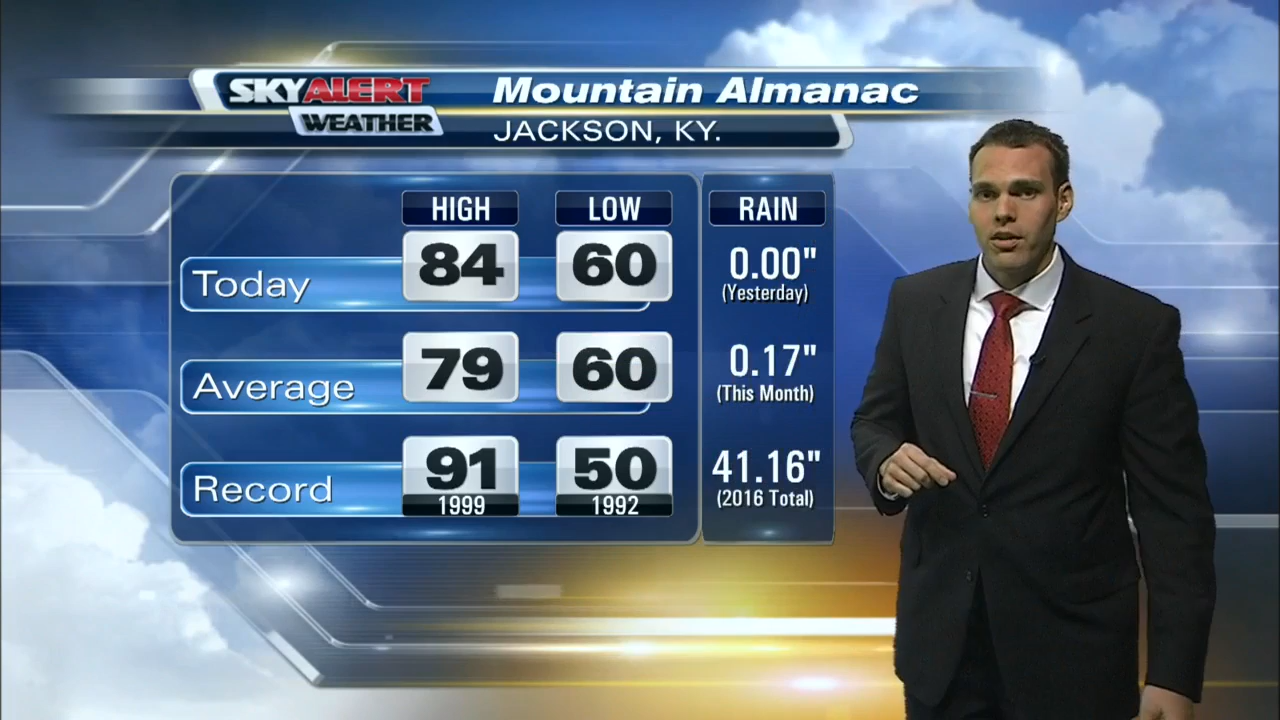 SKYALERT
WEATHER
Mountain Almanac
JACKSON, KY.
HIGH LOW RAIN
Today 84 60 0.00"
(Yesterday)
Average 79 60 0.17"
(This Month)
Record 91 50 41.16"
1999 1992 (2016 Total)